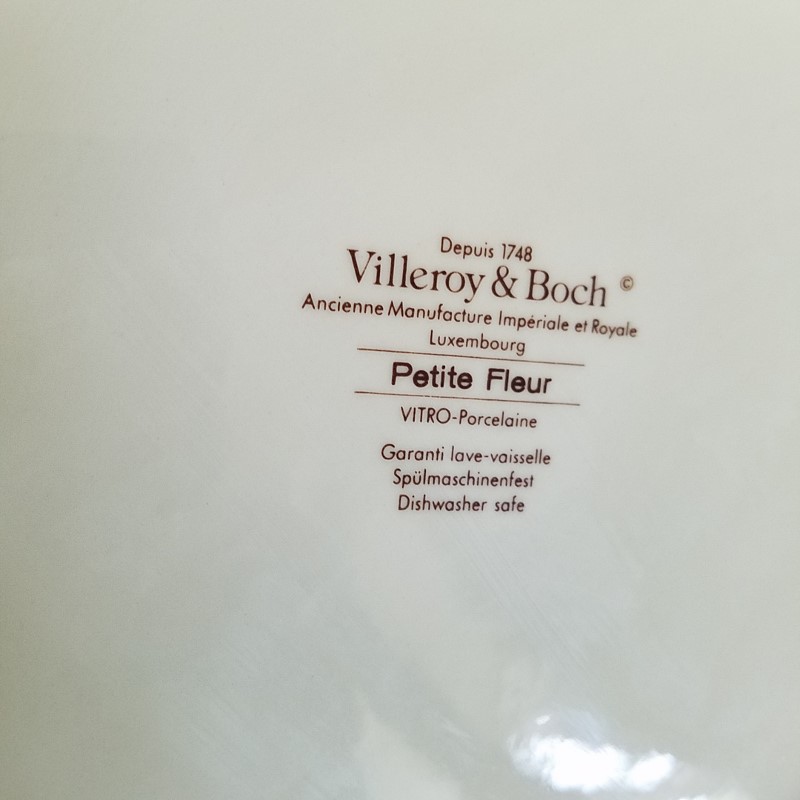 Depuis 1748
Villeroy & Boch ©
Ancienne Manufacture Impériale et Royale
Luxembourg
Petite Fleur
VITRO-Porcelaine
Garanti lave-vaisselle
Spülmaschinenfest
Dishwasher safe